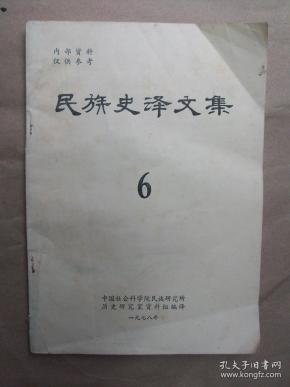 内部资料
仅供参考
民族史译文集
6
中国社会科学院民族研究所
历史研究室资料组编译
一九七八年
孔夫子旧书网